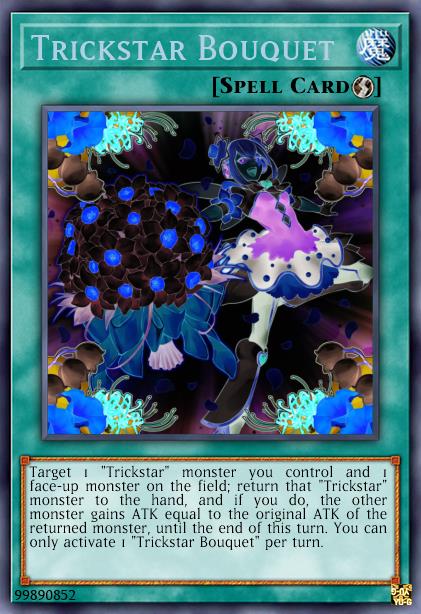 Trickstar Bouquet
魔
[Spell Card]
Target 1 "Trickstar" monster you control and 1
face-up monster on the field; return that "Trickstar"
monster to the hand, and if you do, the other
monster gains ATK equal to the original ATK of the
returned monster, until the end of this turn. You can
only activate 1 "Trickstar Bouquet" per turn.
99890852